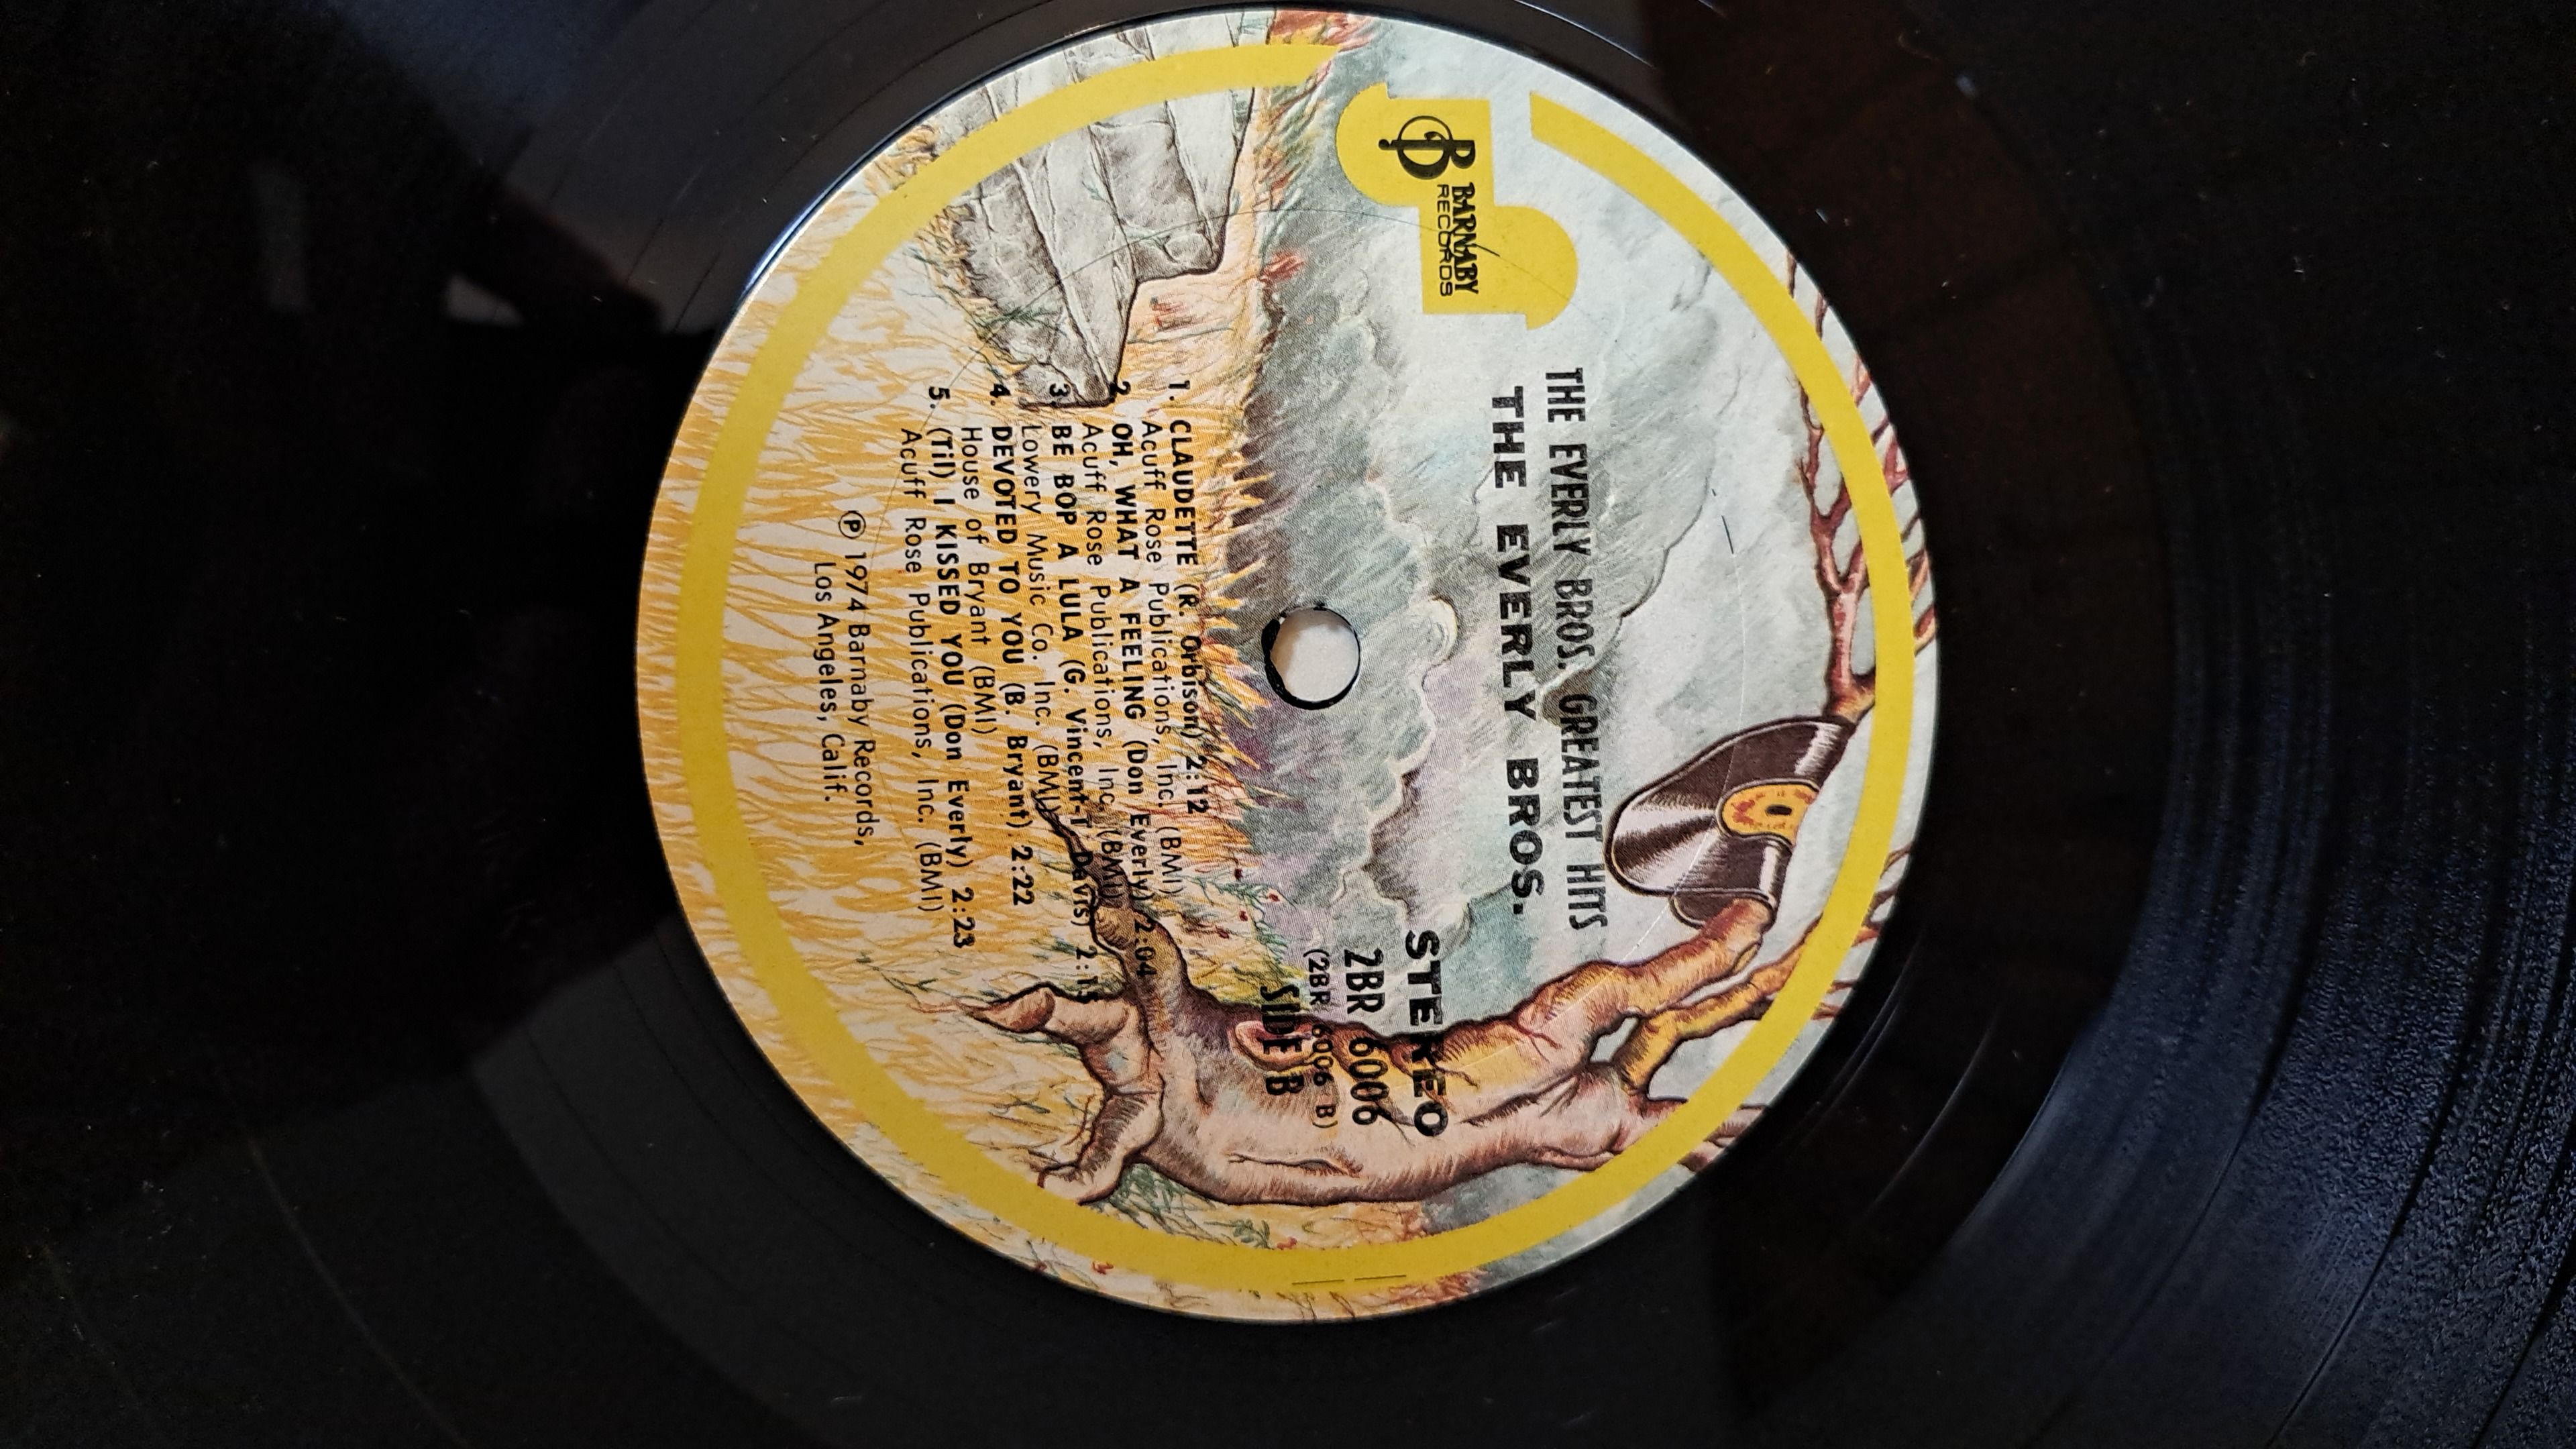 B BARNABY
RECORDS
THE EVERLY BROS. GREATEST HITS
THE EVERLY BROS.
STEREO
2BR 6006
(2BR 6006 B)
SIDE B
1. CLAUDETTE (R. Orbison) 2:12
Acuff Rose Publications, Inc. (BMI)
2. OH, WHAT A FEELING (Don Everly) 2:04
Acuff Rose Publications, Inc. (BMI)
3. BE BOP A LULA (G. Vincent-T Davis) 2:15
Lowery Music Co. Inc. (BMI)
4. DEVOTED TO YOU (B. Bryant) 2:22
House of Bryant (BMI)
5. (Til) I KISSED YOU (Don Everly) 2:23
Acuff Rose Publications, Inc. (BMI)
℗ 1974 Barnaby Records,
Los Angeles, Calif.